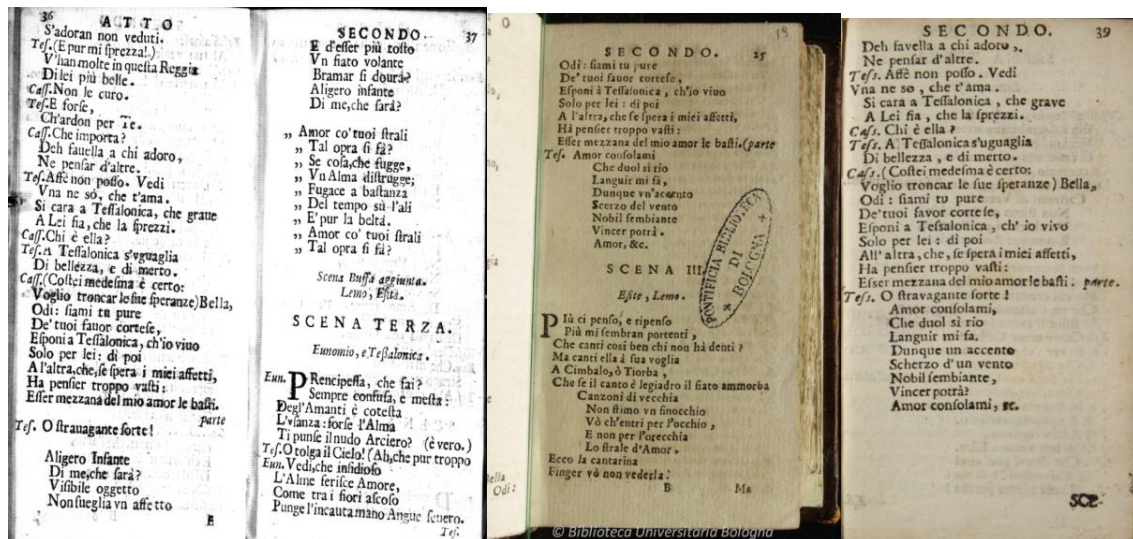 36
ATTO
S'adoran non veduti.
Tes.(E pur mi sprezza!)
V'han molte in questa Reggia
Di lei più belle.
Cass.Non le curo.
Tes.E forse,
Ch'ardon per Te.
Cass.Che importa?
Deh fauella a chi adoro,
Ne pensar d'altre.
Tes.Affè non posso. Vedi
Vna ne sò, che t'ama.
Si cara a Tessalonica, che graue
A Lei fia, che la sprezzi.
Cass.Chi è ella?
Tes.A Tessalonica s'vguaglia
Di bellezza, e di merto.
Cass.(Costei medesma è certo:
Voglio troncar le sue speranze)Bella,
Odi: siami tu pure
De' tuoi fauor cortese,
Esponi a Tessalonica, ch'io viuo
Solo per lei: di poi
A l'altra,che,se spera i miei affetti,
Ha pensier troppo vasti:
Esser mezzana del mio amor le basti.
parte
Tes. O strauagante sorte!
Aligero Infante
Di me,che sarà?
Visibile oggetto
Non sueglia vn affetto
E
SECONDO.
37
E d'esser più tosto
Vn fiato volante
Bramar si dourà?
Aligero infante
Di me,che sarà?
„ Amor co' tuoi strali
„ Tal opra si fà?
„ Se cosa,che fugge,
„ Vn Alma distrugge;
„ Fugace a bastanza
„ Del tempo sù l'ali
„ E' pur la beltà.
„ Amor co' tuoi strali
„ Tal opra si fà?
Scena Buffa aggiunta.
Lemo, Esite.
SCENA TERZA.
Eunomio, e Tessalonica.
Eun. PRencipessa, che fai?
Sempre confusa, e mesta:
Degl'Amanti è cotesta
L'vsanza: forse l'Alma
Ti punse il nudo Arciero? (è vero.)
Tes.O tolga il Cielo! (Ah,che pur troppo
Eun.Vedi,che insidioso
L'Alme ferisce Amore,
Come tra i fiori ascoso
Punge l'incauta mano Angue seuero.
Tes.
Odi:
SECONDO.
25
Odi: siami tu pure
De' tuoi fauor cortese,
Esponi à Tessalonica, ch'io viuo
Solo per lei: di poi
A l'altra, che se spera i miei affetti,
Hà pensier troppo vasti:
Esser mezzana del mio amor le basti.(parte
Tes. Amor consolami
Che duol sì rio
Languir mi fà,
Dunque vn'accento
Scerzo del vento
Nobil sembiante
Vincer potrà.
Amor, &c.
SCENA III.
Esite, Lemo.
PIù ci penso, e ripenso
Più mi sembran portenti,
Che canti così ben chi non hà denti?
Ma canti ella à sua voglia
A Cimbalo, ò Tiorba,
Che se il canto è legiadro il fiato ammorba
Canzoni di vecchia
Non stimo vn finocchio
Vò ch'entri per l'occhio,
E non per l'orecchia
Lo strale d'Amor.
Ecco la cantarina
Finger vò non vederla:
B
Ma
PONTIFICIA BIBLIOTECA
DI
BOLOGNA
© Biblioteca Universitaria Bologna
SECONDO.
39
Deh favella a chi adoro,
Ne pensar d'altre.
Tess. Affè non posso. Vedi
Vna ne so, che t'ama.
Si cara a Tessalonica, che grave
A Lei fia, che la sprezzi.
Cass. Chi è ella?
Tess. A Tessalonica s'uguaglia
Di bellezza, e di merto.
Cass. (Costei medesima è certo:
Voglio troncar le sue speranze) Bella,
Odi: siami tu pure
De' tuoi favor cortese,
Esponi a Tessalonica, ch' io vivo
Solo per lei: di poi
All' altra, che, se spera i miei affetti,
Ha pensier troppo vasti:
Esser mezzana del mio amor le basti. parte.
Tess. O stravagante sorte!
Amor consolami,
Che duol sì rio
Languir mi fa.
Dunque un accento
Scherzo d'un vento
Nobil sembiante,
Vincer potrà?
Amor consolami, &c.
SCE-